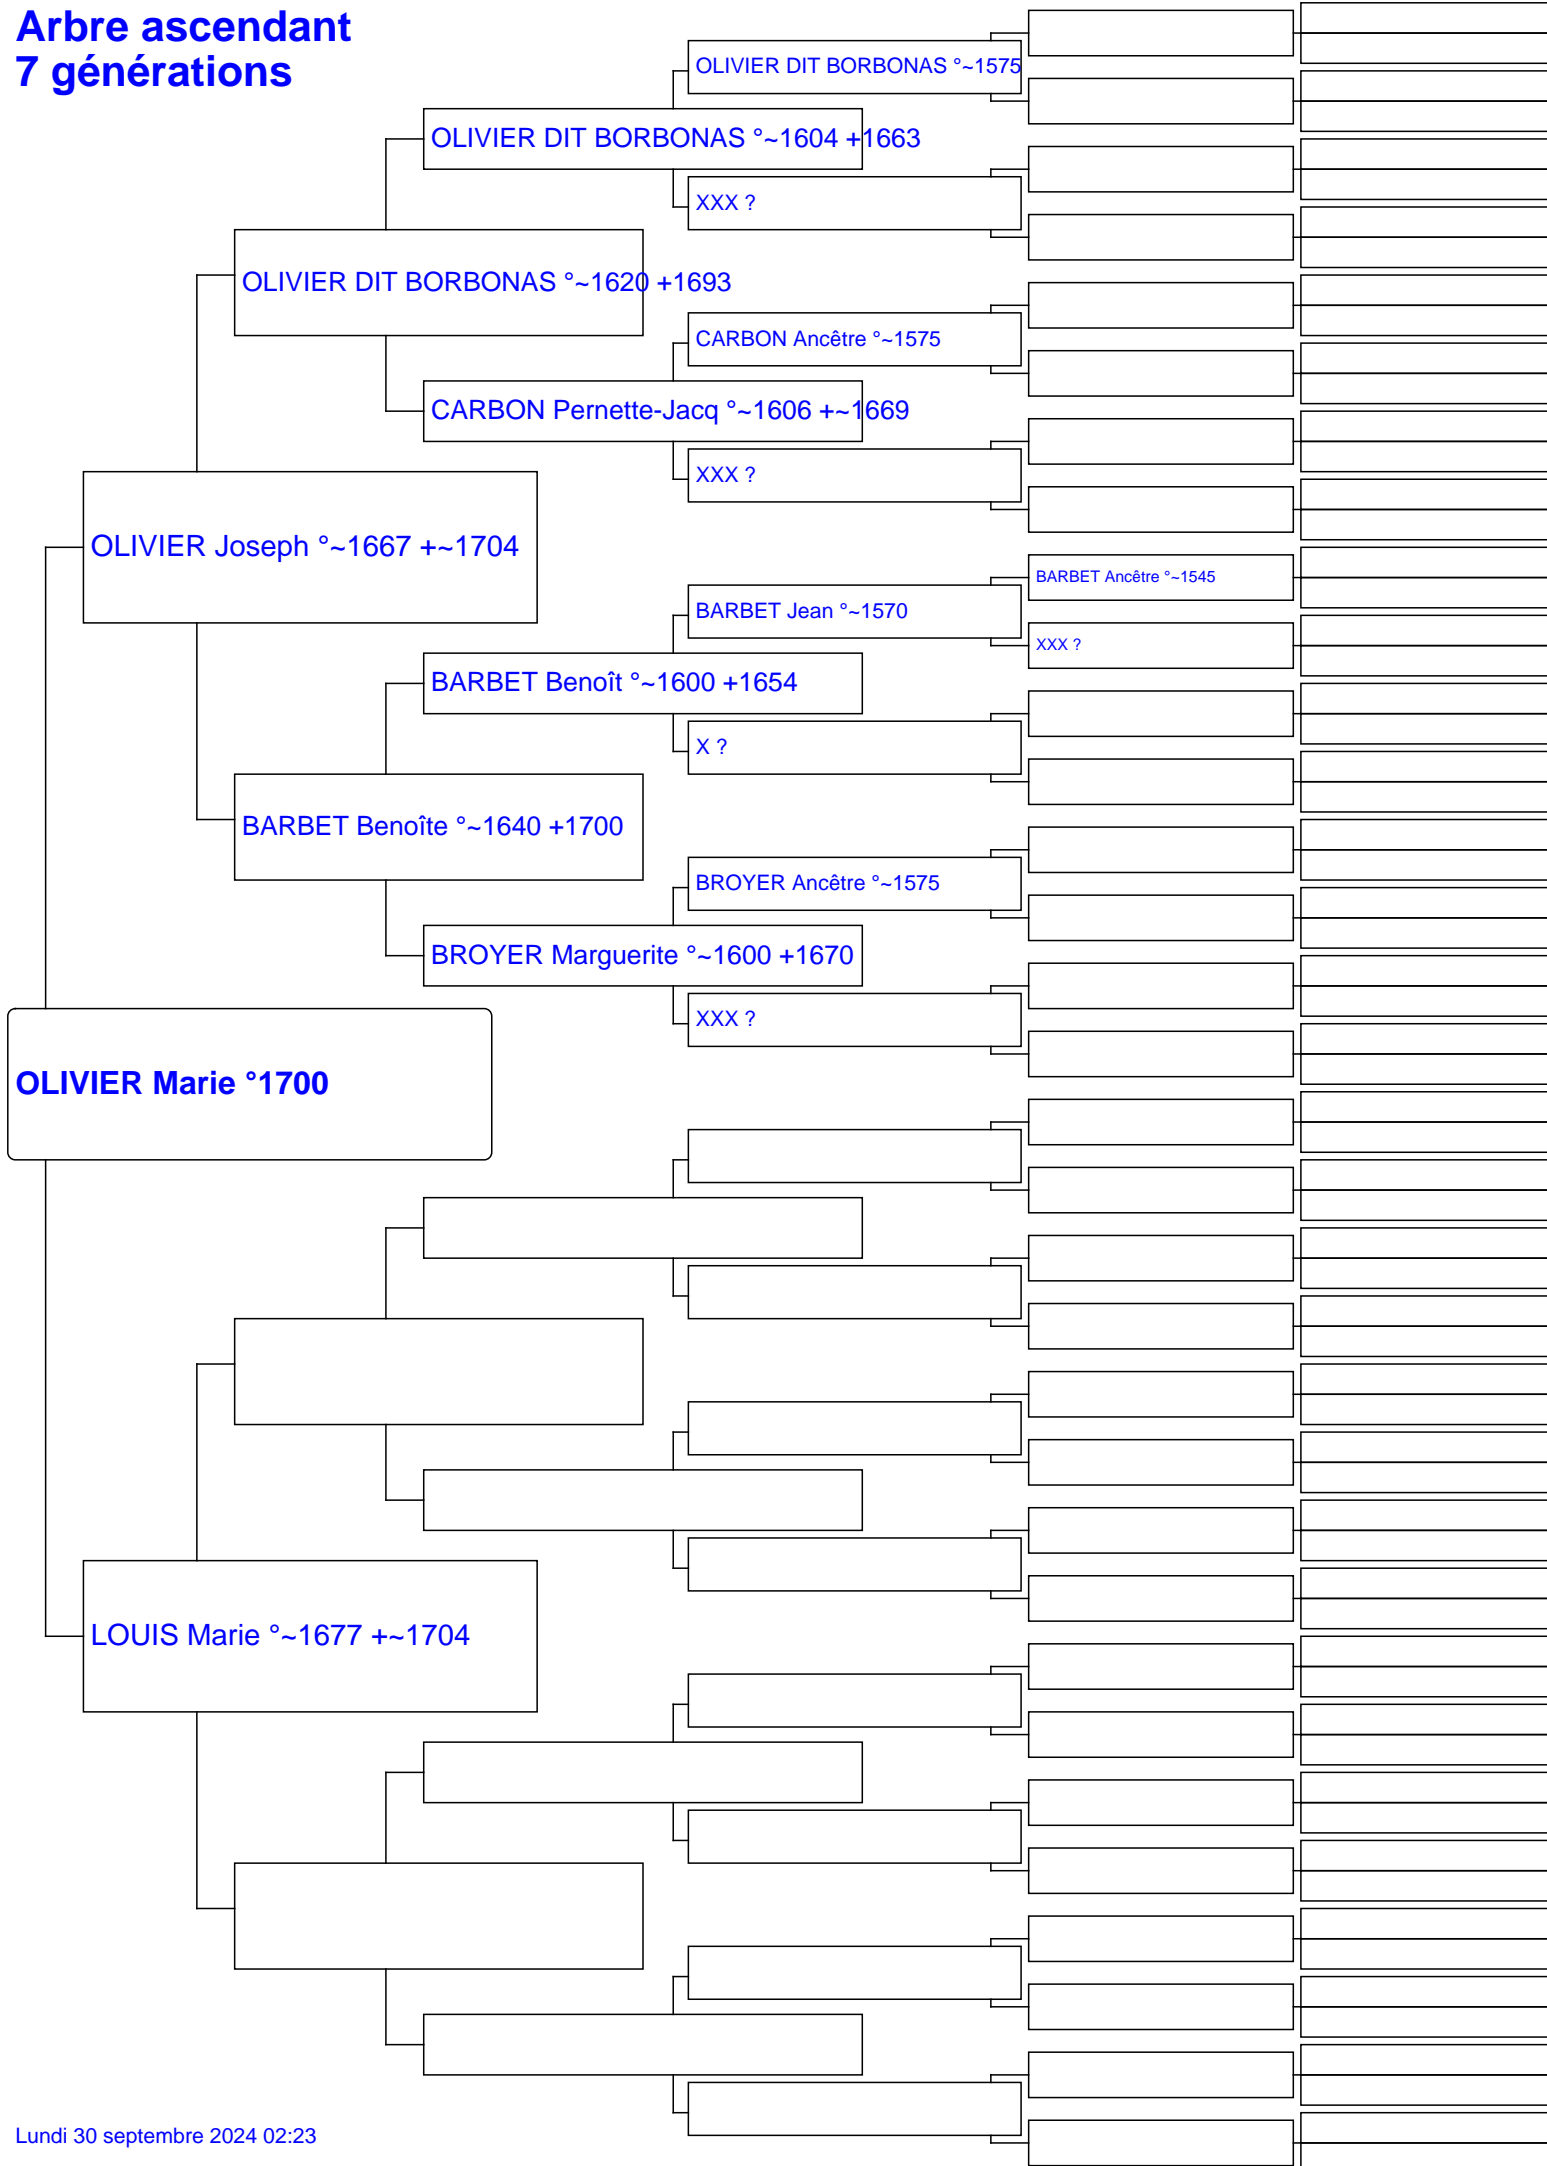 Arbre ascendant
7 générations
OLIVIER DIT BORBONAS °~1575
OLIVIER DIT BORBONAS °~1604 +1663
XXX ?
OLIVIER DIT BORBONAS °~1620 +1693
CARBON Ancêtre °~1575
CARBON Pernette-Jacq °~1606 +~1669
XXX ?
OLIVIER Joseph °~1667 +~1704
BARBET Ancêtre °~1545
BARBET Jean °~1570
XXX ?
BARBET Benoît °~1600 +1654
X ?
BARBET Benoîte °~1640 +1700
BROYER Ancêtre °~1575
BROYER Marguerite °~1600 +1670
XXX ?
OLIVIER Marie °1700
LOUIS Marie °~1677 +~1704
Lundi 30 septembre 2024 02:23